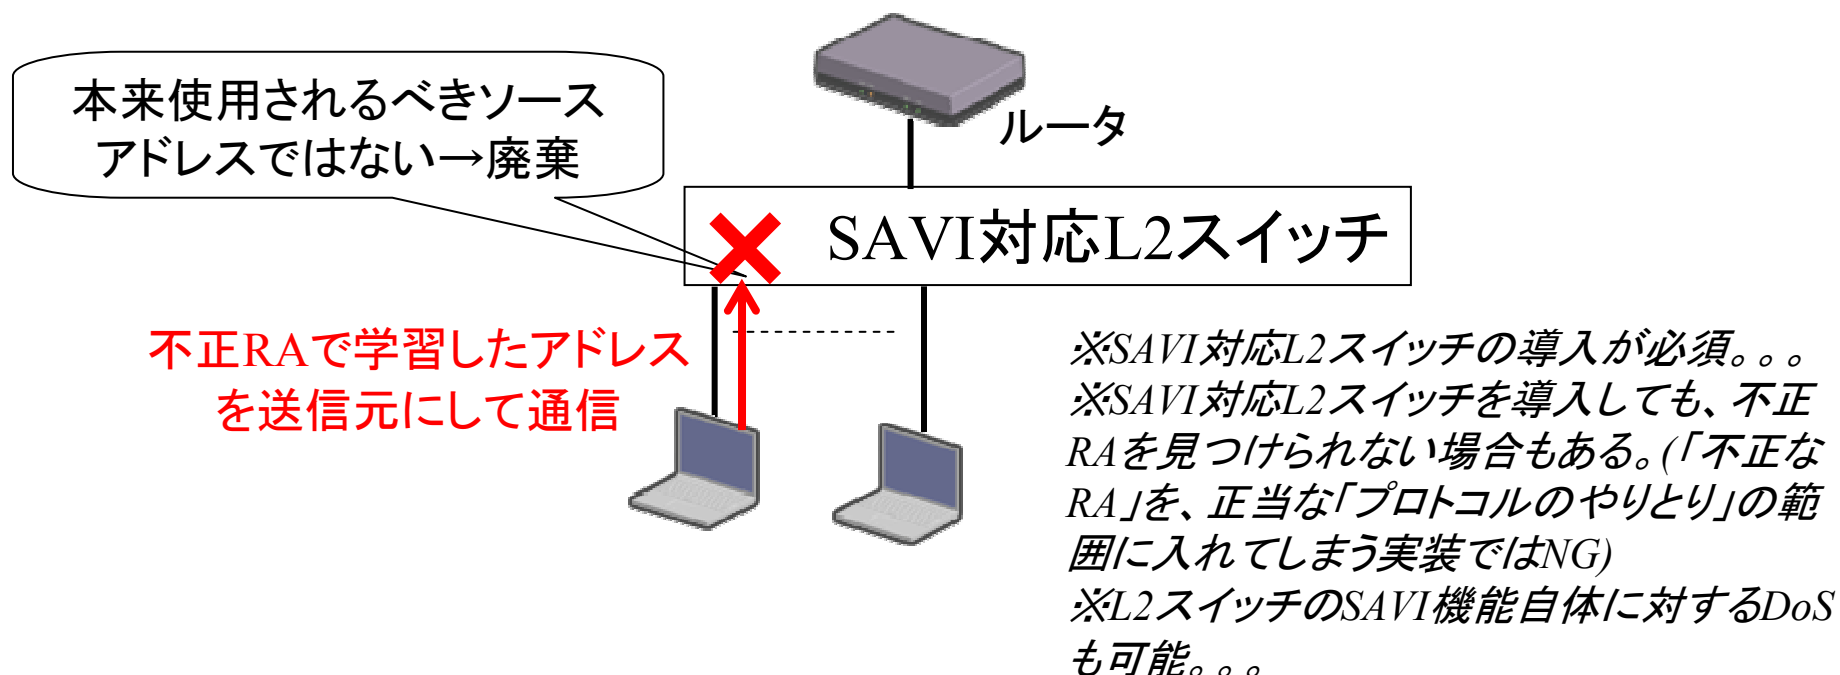 本来使用されるべきソース
アドレスではない→廃棄
ルータ
SAVI対応L2スイッチ
不正RAで学習したアドレス
を送信元にして通信
※SAVI対応L2スイッチの導入が必須。。。
※SAVI対応L2スイッチを導入しても、不正
RAを見つけられない場合もある。(「不正な
RA」を、正当な「プロトコルのやりとり」の範
囲に入れてしまう実装ではNG)
※L2スイッチのSAVI機能自体に対するDoS
も可能。。。